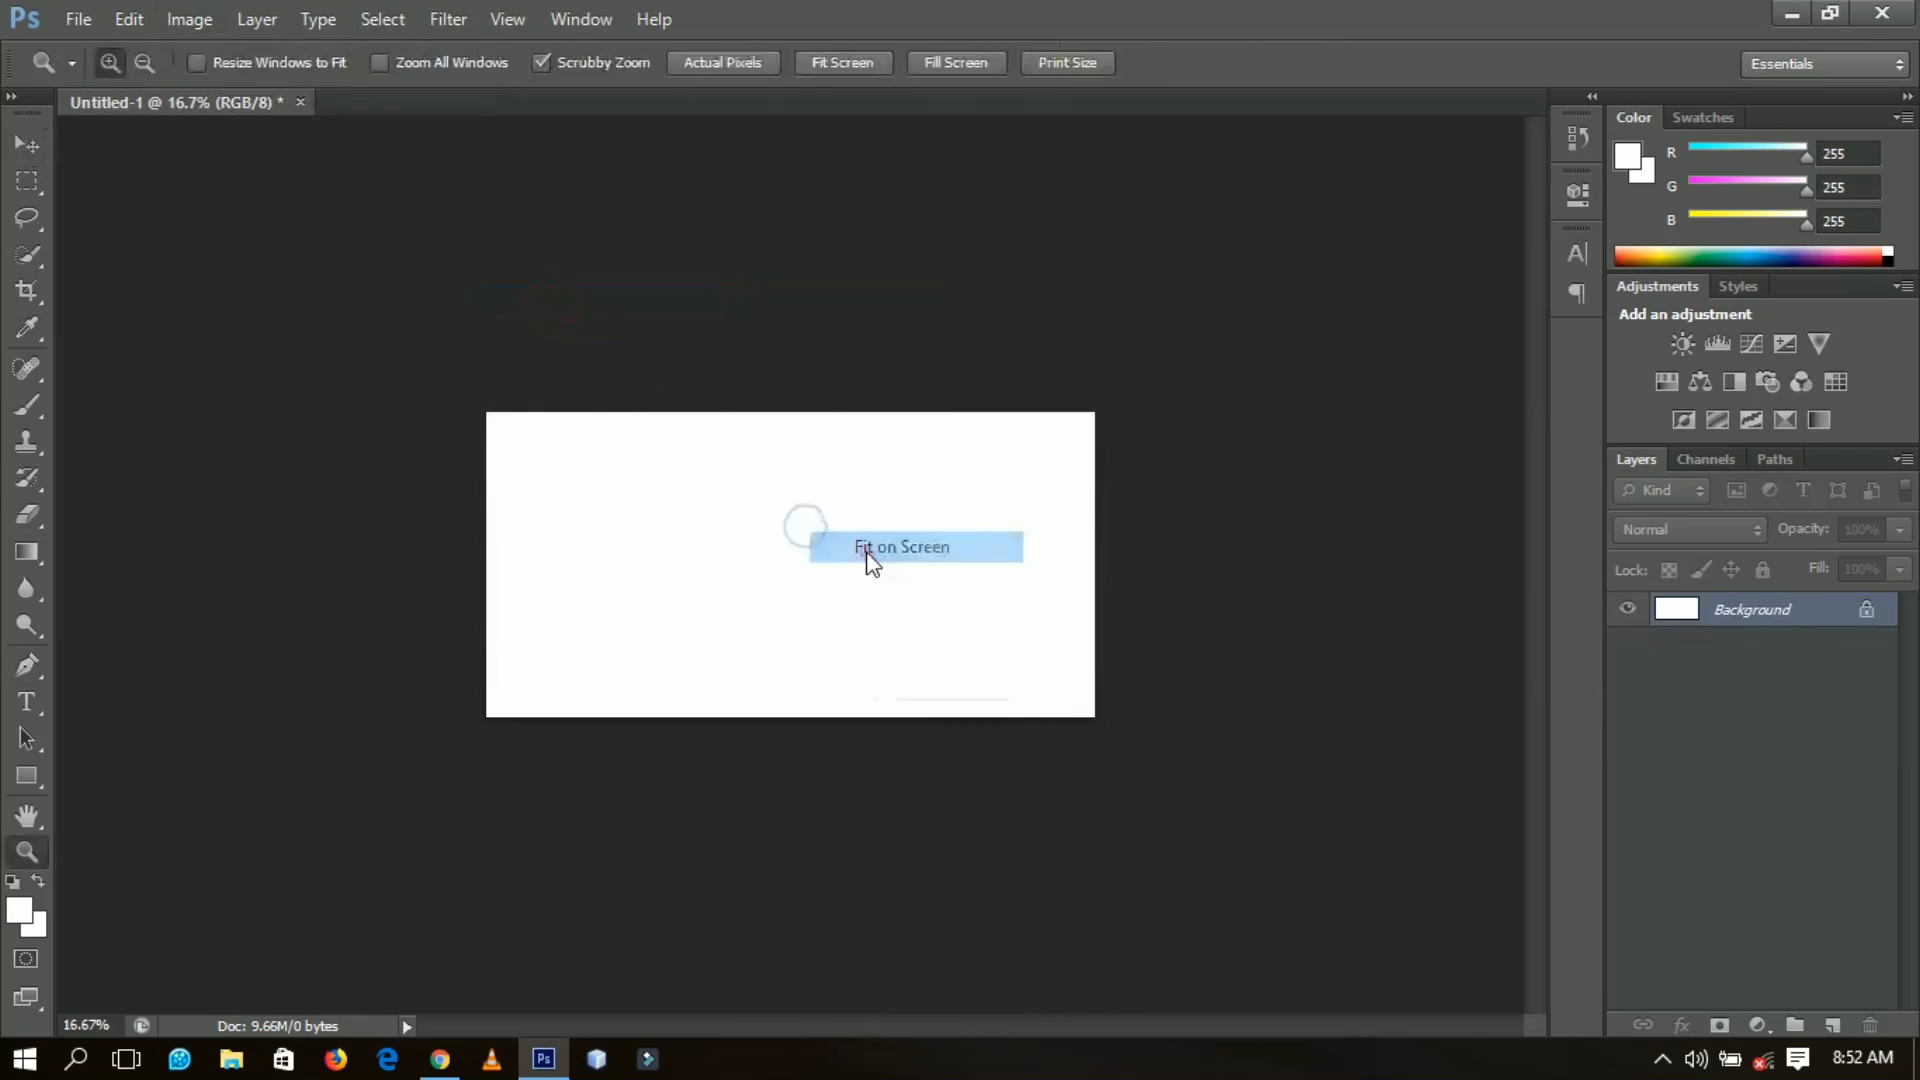 Ps File Edit Image Layer Type Select Filter View Window Help
Resize Windows to Fit Zoom All Windows Scrubby Zoom Actual Pixels Fit Screen Fill Screen Print Size Essentials
Untitled-1 @ 16.7% (RGB/8) *
Color Swatches
R 255
G 255
B 255
Adjustments Styles
Add an adjustment
Layers Channels Paths
Kind
Normal Opacity: 100%
Lock: Fill: 100%
Background
Fit on Screen
16.67% Doc: 9.66M/0 bytes
Ps
8:52 AM